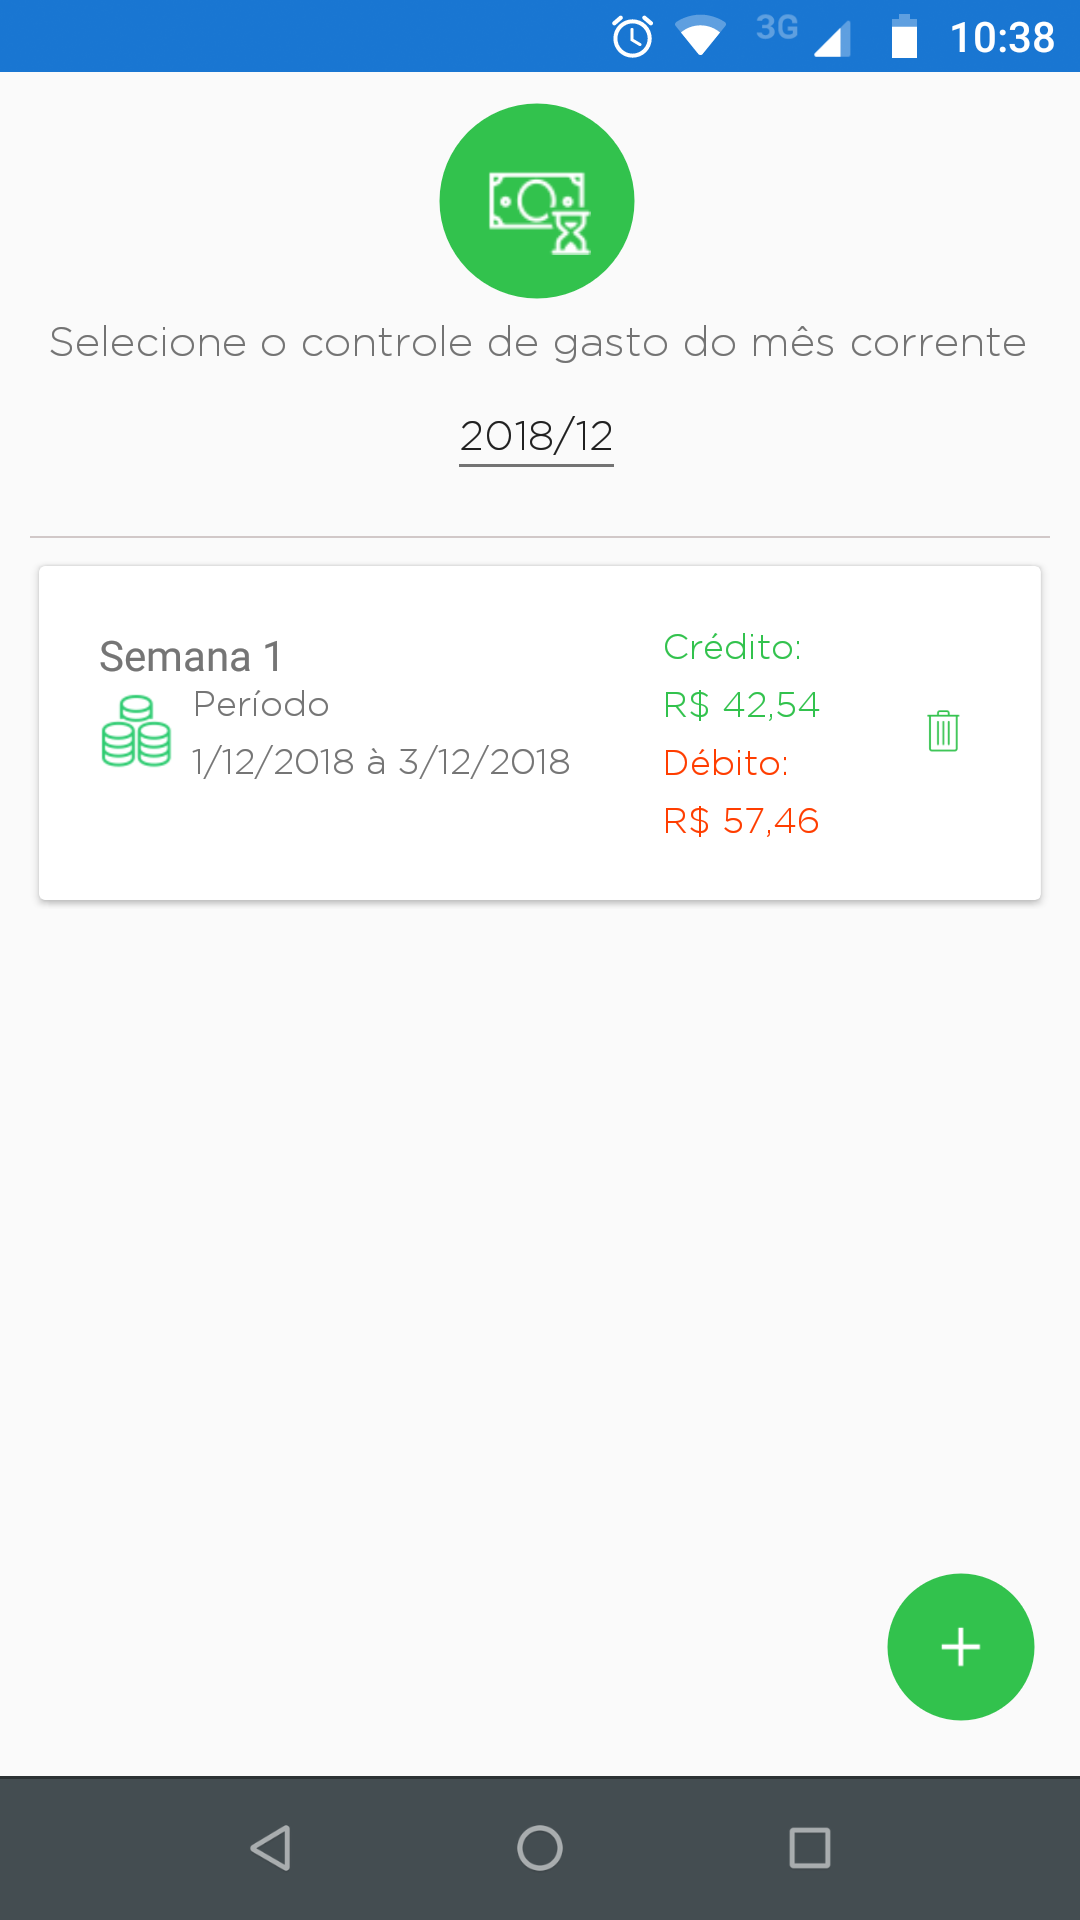 3G 10:38
Selecione o controle de gasto do mês corrente
2018/12
Semana 1
Período
1/12/2018 à 3/12/2018
Crédito:
R$ 42,54
Débito:
R$ 57,46